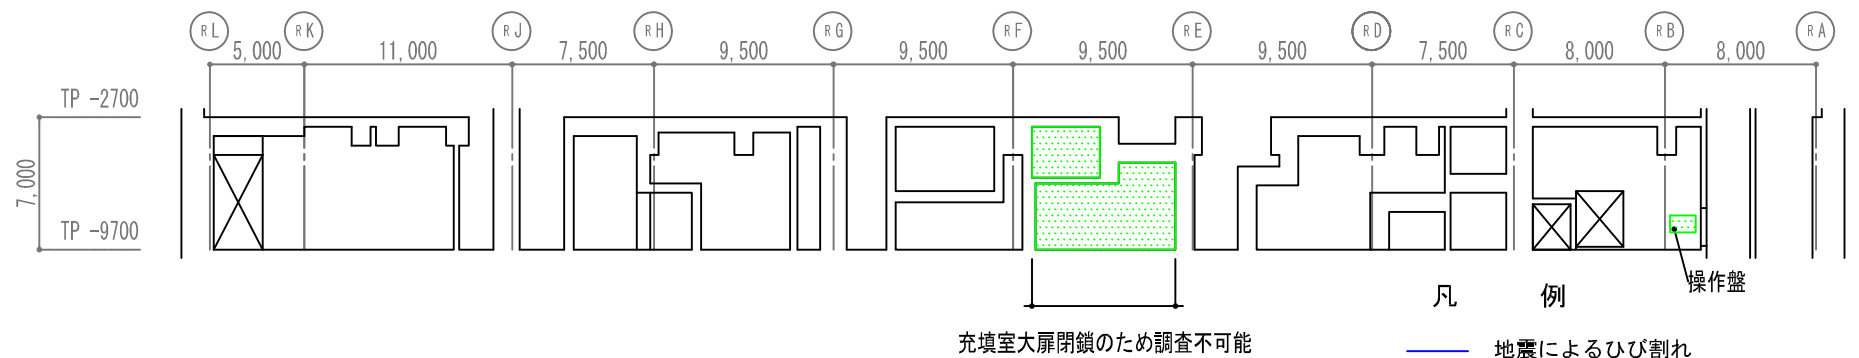 RL RK RJ RH RG RF RE RD RC RB RA
5,000 11,000 7,500 9,500 9,500 9,500 9,500 7,500 8,000 8,000
TP -2700
7,000
TP -9700
操作盤
凡 例
充填室大扉閉鎖のため調査不可能
地震によるひび割れ